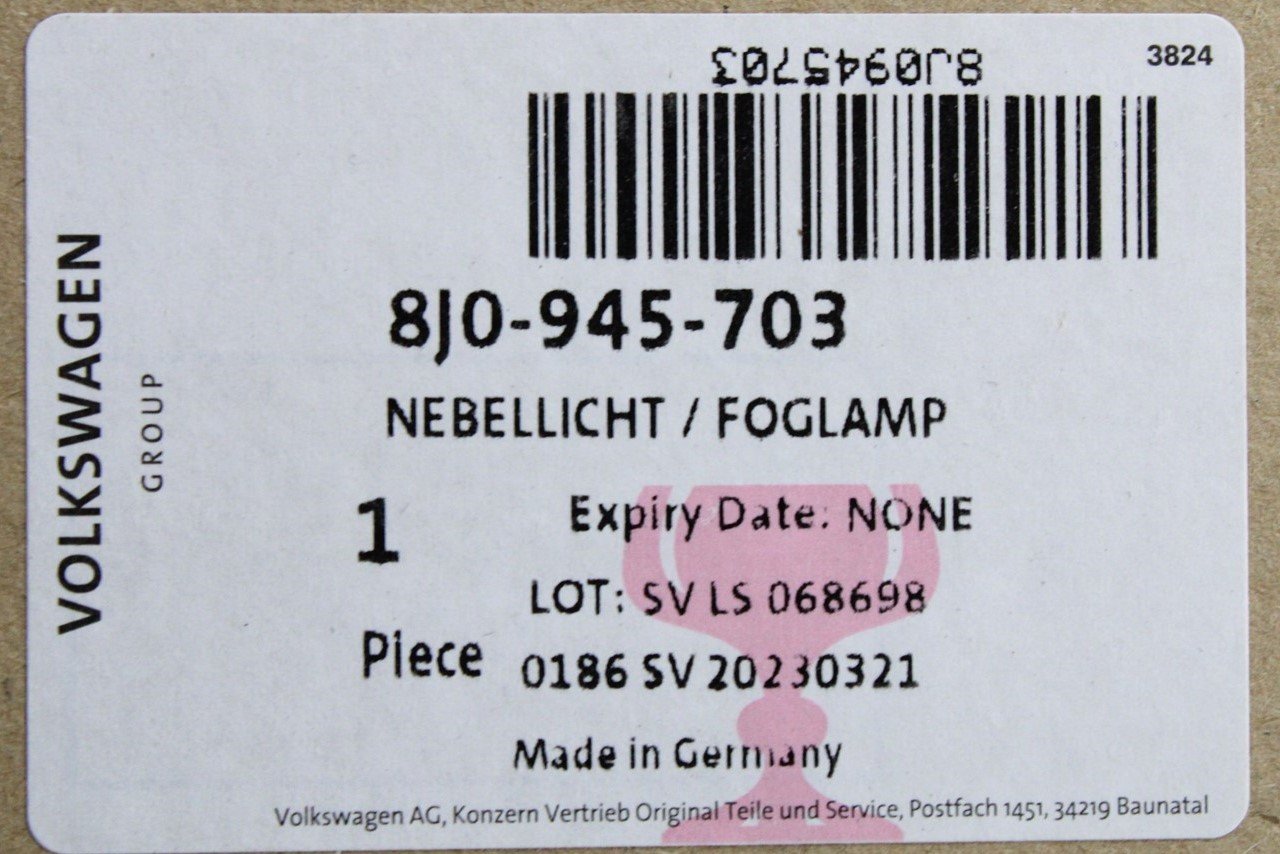 3824
8J0945703
8J0-945-703
NEBELLICHT / FOGLAMP
1
Expiry Date: NONE
LOT: SV LS 068698
Piece
0186 SV 20230321
Made in Germany
Volkswagen AG, Konzern Vertrieb Original Teile und Service, Postfach 1451, 34219 Baunatal
VOLKSWAGEN
GROUP